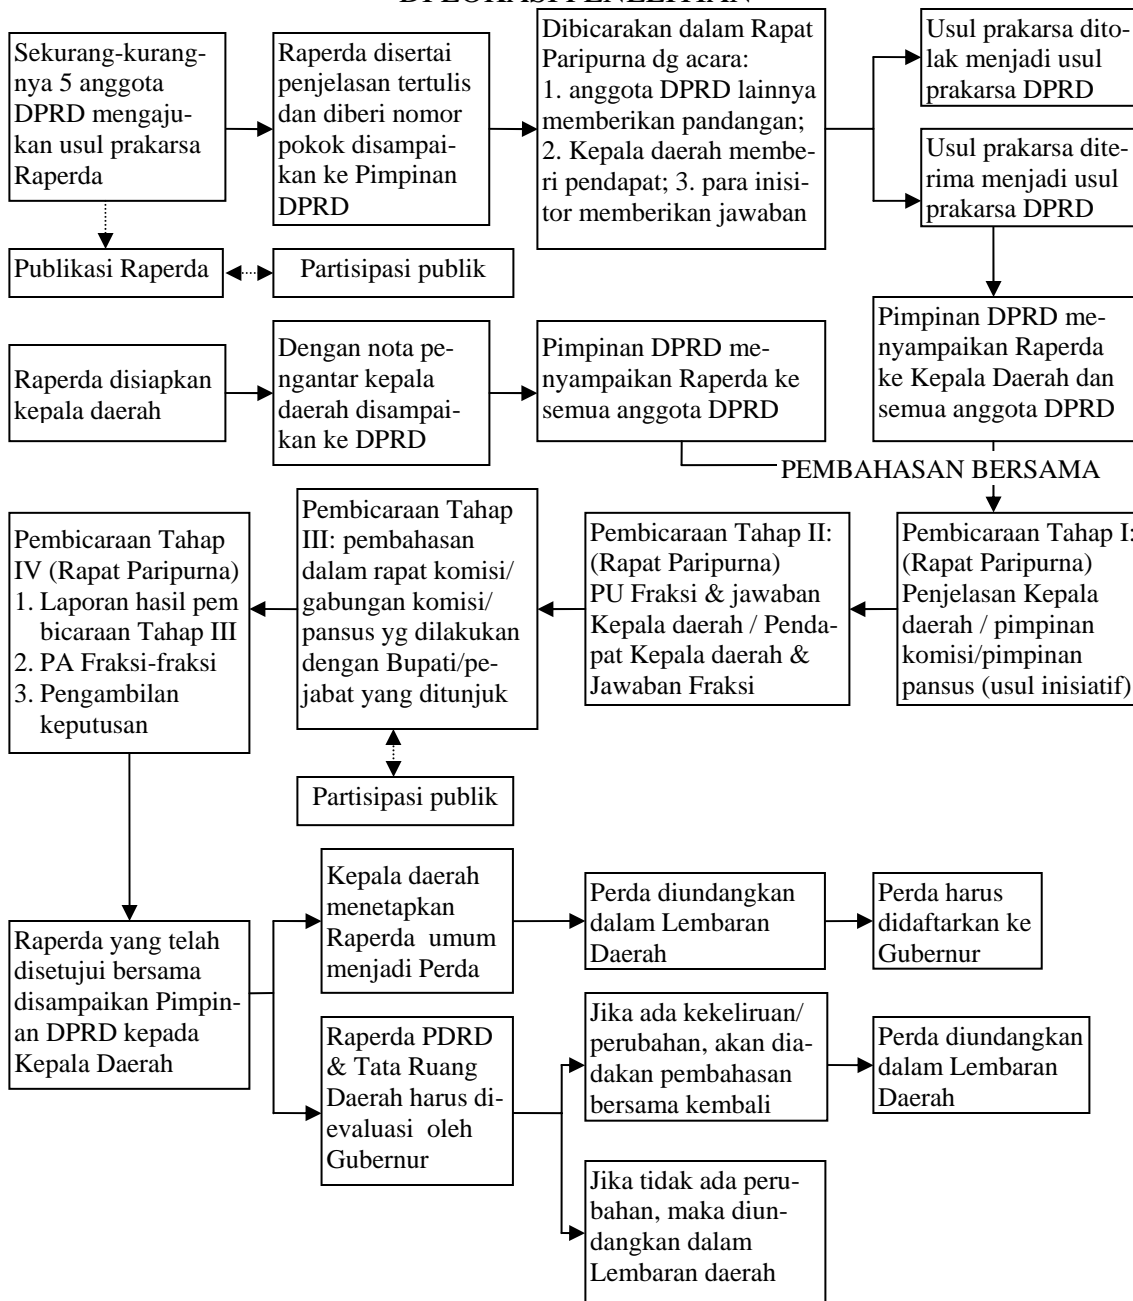 DI LOKASI PENELITIAN
Sekurang-kurang-
nya 5 anggota
DPRD mengaju-
kan usul prakarsa
Raperda
Raperda disertai
penjelasan tertulis
dan diberi nomor
pokok disampai-
kan ke Pimpinan
DPRD
Dibicarakan dalam Rapat
Paripurna dg acara:
1. anggota DPRD lainnya
memberikan pandangan;
2. Kepala daerah membe-
ri pendapat; 3. para inisi-
tor memberikan jawaban
Usul prakarsa dito-
lak menjadi usul
prakarsa DPRD
Usul prakarsa dite-
rima menjadi usul
prakarsa DPRD
Publikasi Raperda
Partisipasi publik
Raperda disiapkan
kepala daerah
Dengan nota pe-
ngantar kepala
daerah disampai-
kan ke DPRD
Pimpinan DPRD me-
nyampaikan Raperda ke
semua anggota DPRD
Pimpinan DPRD me-
nyampaikan Raperda
ke Kepala Daerah dan
semua anggota DPRD
PEMBAHASAN BERSAMA
Pembicaraan Tahap I:
(Rapat Paripurna)
Penjelasan Kepala
daerah / pimpinan
komisi/pimpinan
pansus (usul inisiatif)
Pembicaraan Tahap II:
(Rapat Paripurna)
PU Fraksi & jawaban
Kepala daerah / Penda-
pat Kepala daerah &
Jawaban Fraksi
Pembicaraan Tahap
III: pembahasan
dalam rapat komisi/
gabungan komisi/
pansus yg dilakukan
dengan Bupati/pe-
jabat yang ditunjuk
Pembicaraan Tahap
IV (Rapat Paripurna)
1. Laporan hasil pem
bicaraan Tahap III
2. PA Fraksi-fraksi
3. Pengambilan
keputusan
Partisipasi publik
Raperda yang telah
disetujui bersama
disampaikan Pimpin-
an DPRD kepada
Kepala Daerah
Kepala daerah
menetapkan
Raperda umum
menjadi Perda
Perda diundangkan
dalam Lembaran
Daerah
Perda harus
didaftarkan ke
Gubernur
Raperda PDRD
& Tata Ruang
Daerah harus di-
evaluasi oleh
Gubernur
Jika ada kekeliruan/
perubahan, akan dia-
dakan pembahasan
bersama kembali
Perda diundangkan
dalam Lembaran
Daerah
Jika tidak ada peru-
bahan, maka diun-
dangkan dalam
Lembaran daerah